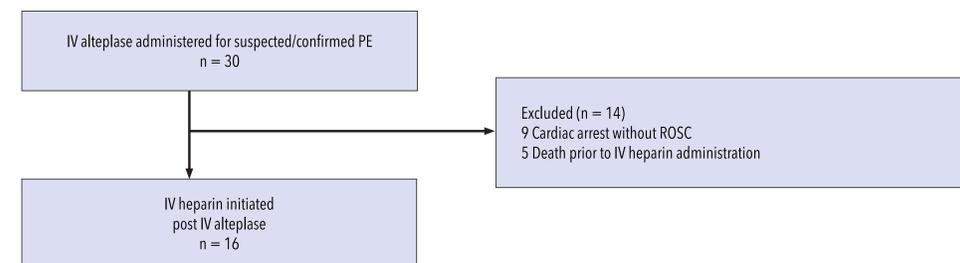 IV alteplase administered for suspected/confirmed PE
n = 30
Excluded (n = 14)
9 Cardiac arrest without ROSC
5 Death prior to IV heparin administration
IV heparin initiated
post IV alteplase
n = 16